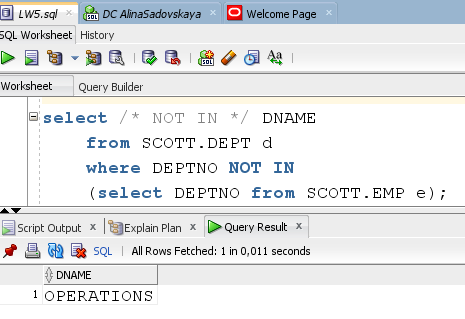 LW5.sql DC AlinaSadovskaya Welcome Page
SQL Worksheet History
Worksheet Query Builder
select /* NOT IN */ DNAME
from SCOTT.DEPT d
where DEPTNO NOT IN
(select DEPTNO from SCOTT.EMP e);
Script Output x Explain Plan x Query Result x
SQL | All Rows Fetched: 1 in 0,011 seconds
DNAME
1 OPERATIONS